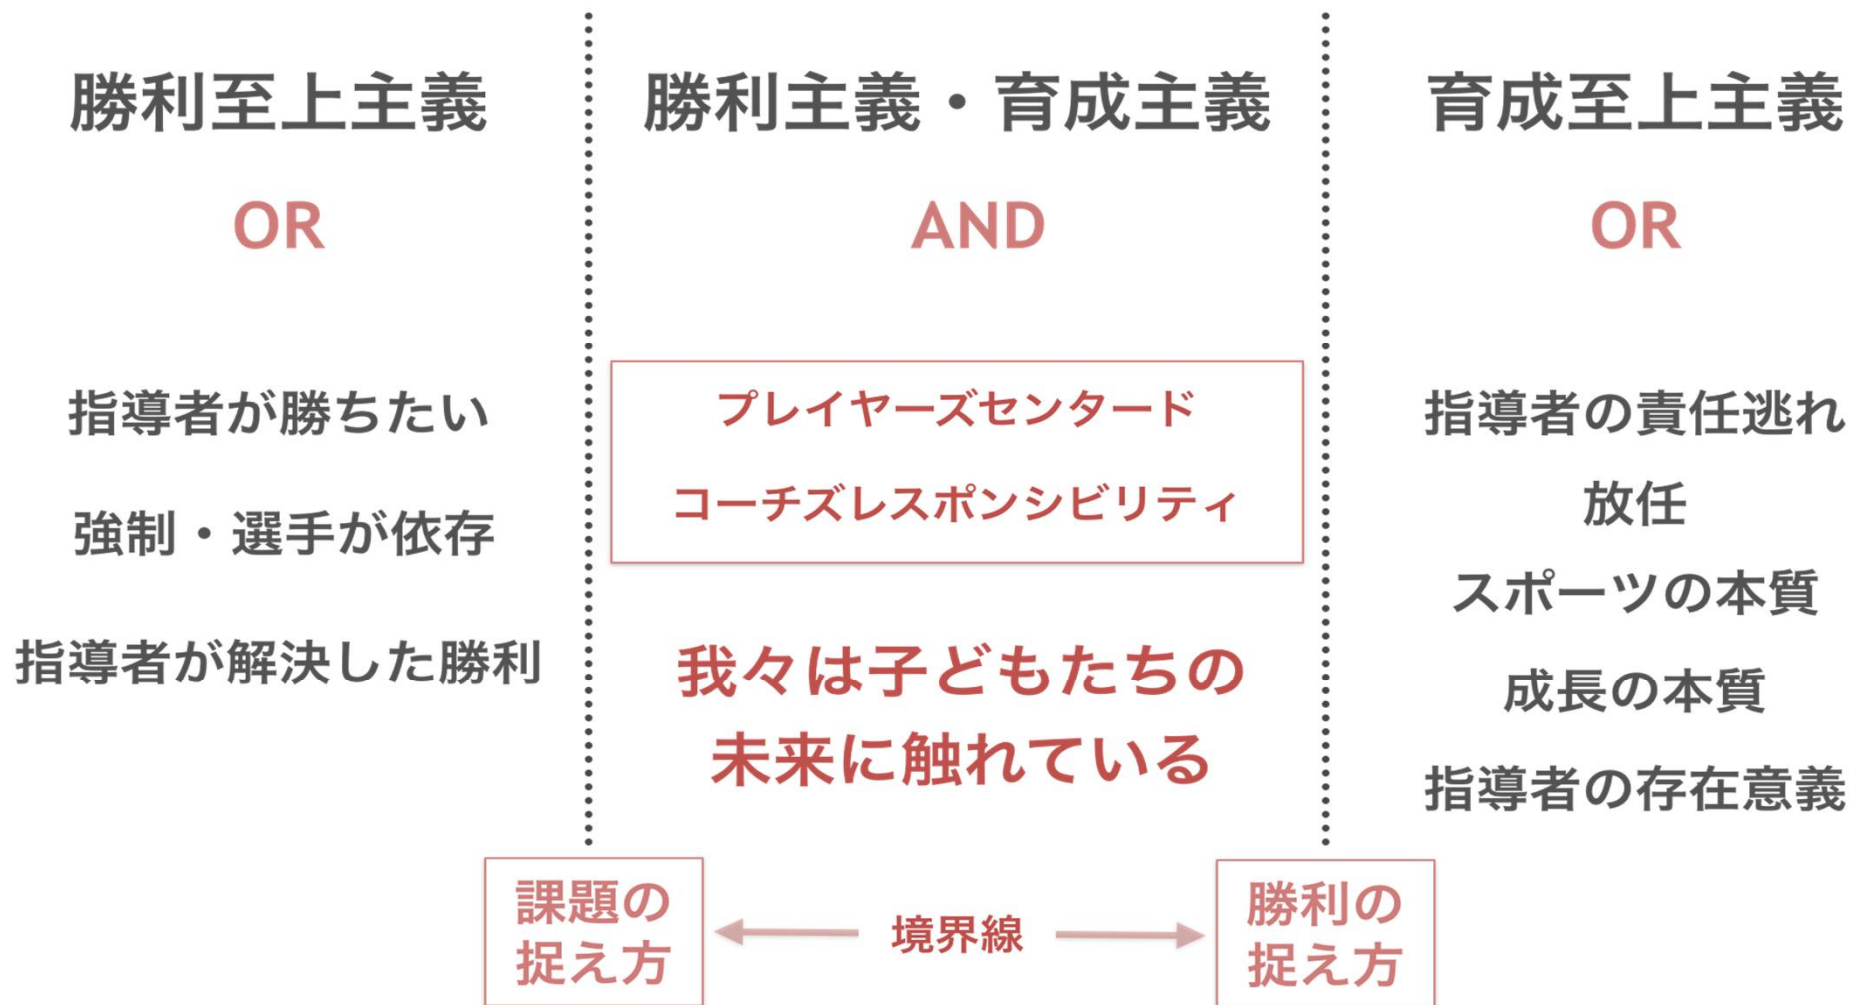 勝利至上主義
OR
指導者が勝ちたい
強制・選手が依存
指導者が解決した勝利
勝利主義・育成主義
AND
プレイヤーズセンタード
コーチズレスポンシビリティ
我々は子どもたちの
未来に触れている
育成至上主義
OR
指導者の責任逃れ
放任
スポーツの本質
成長の本質
指導者の存在意義
課題の
捉え方
境界線
勝利の
捉え方